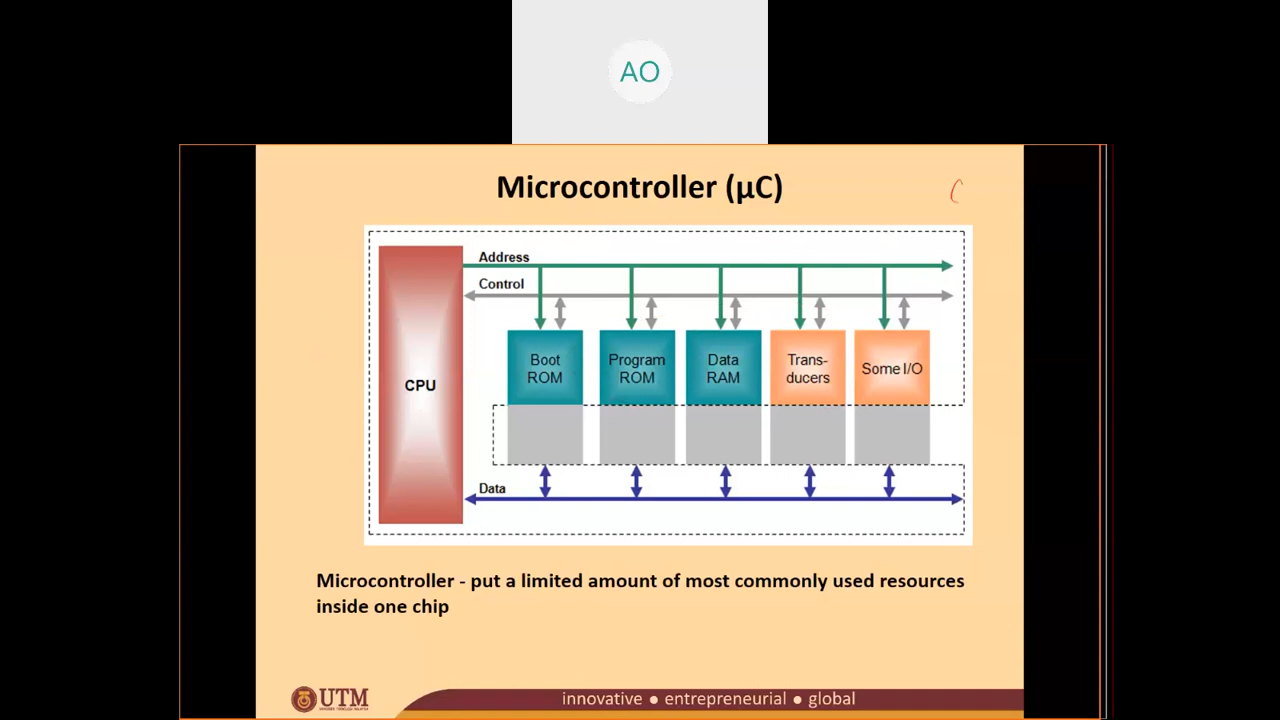 AO
Microcontroller (µC)
Address
Control
CPU
Boot
ROM
Program
ROM
Data
RAM
Trans-
ducers
Some I/O
Data
Microcontroller - put a limited amount of most commonly used resources
inside one chip
UTM
innovative ● entrepreneurial ● global